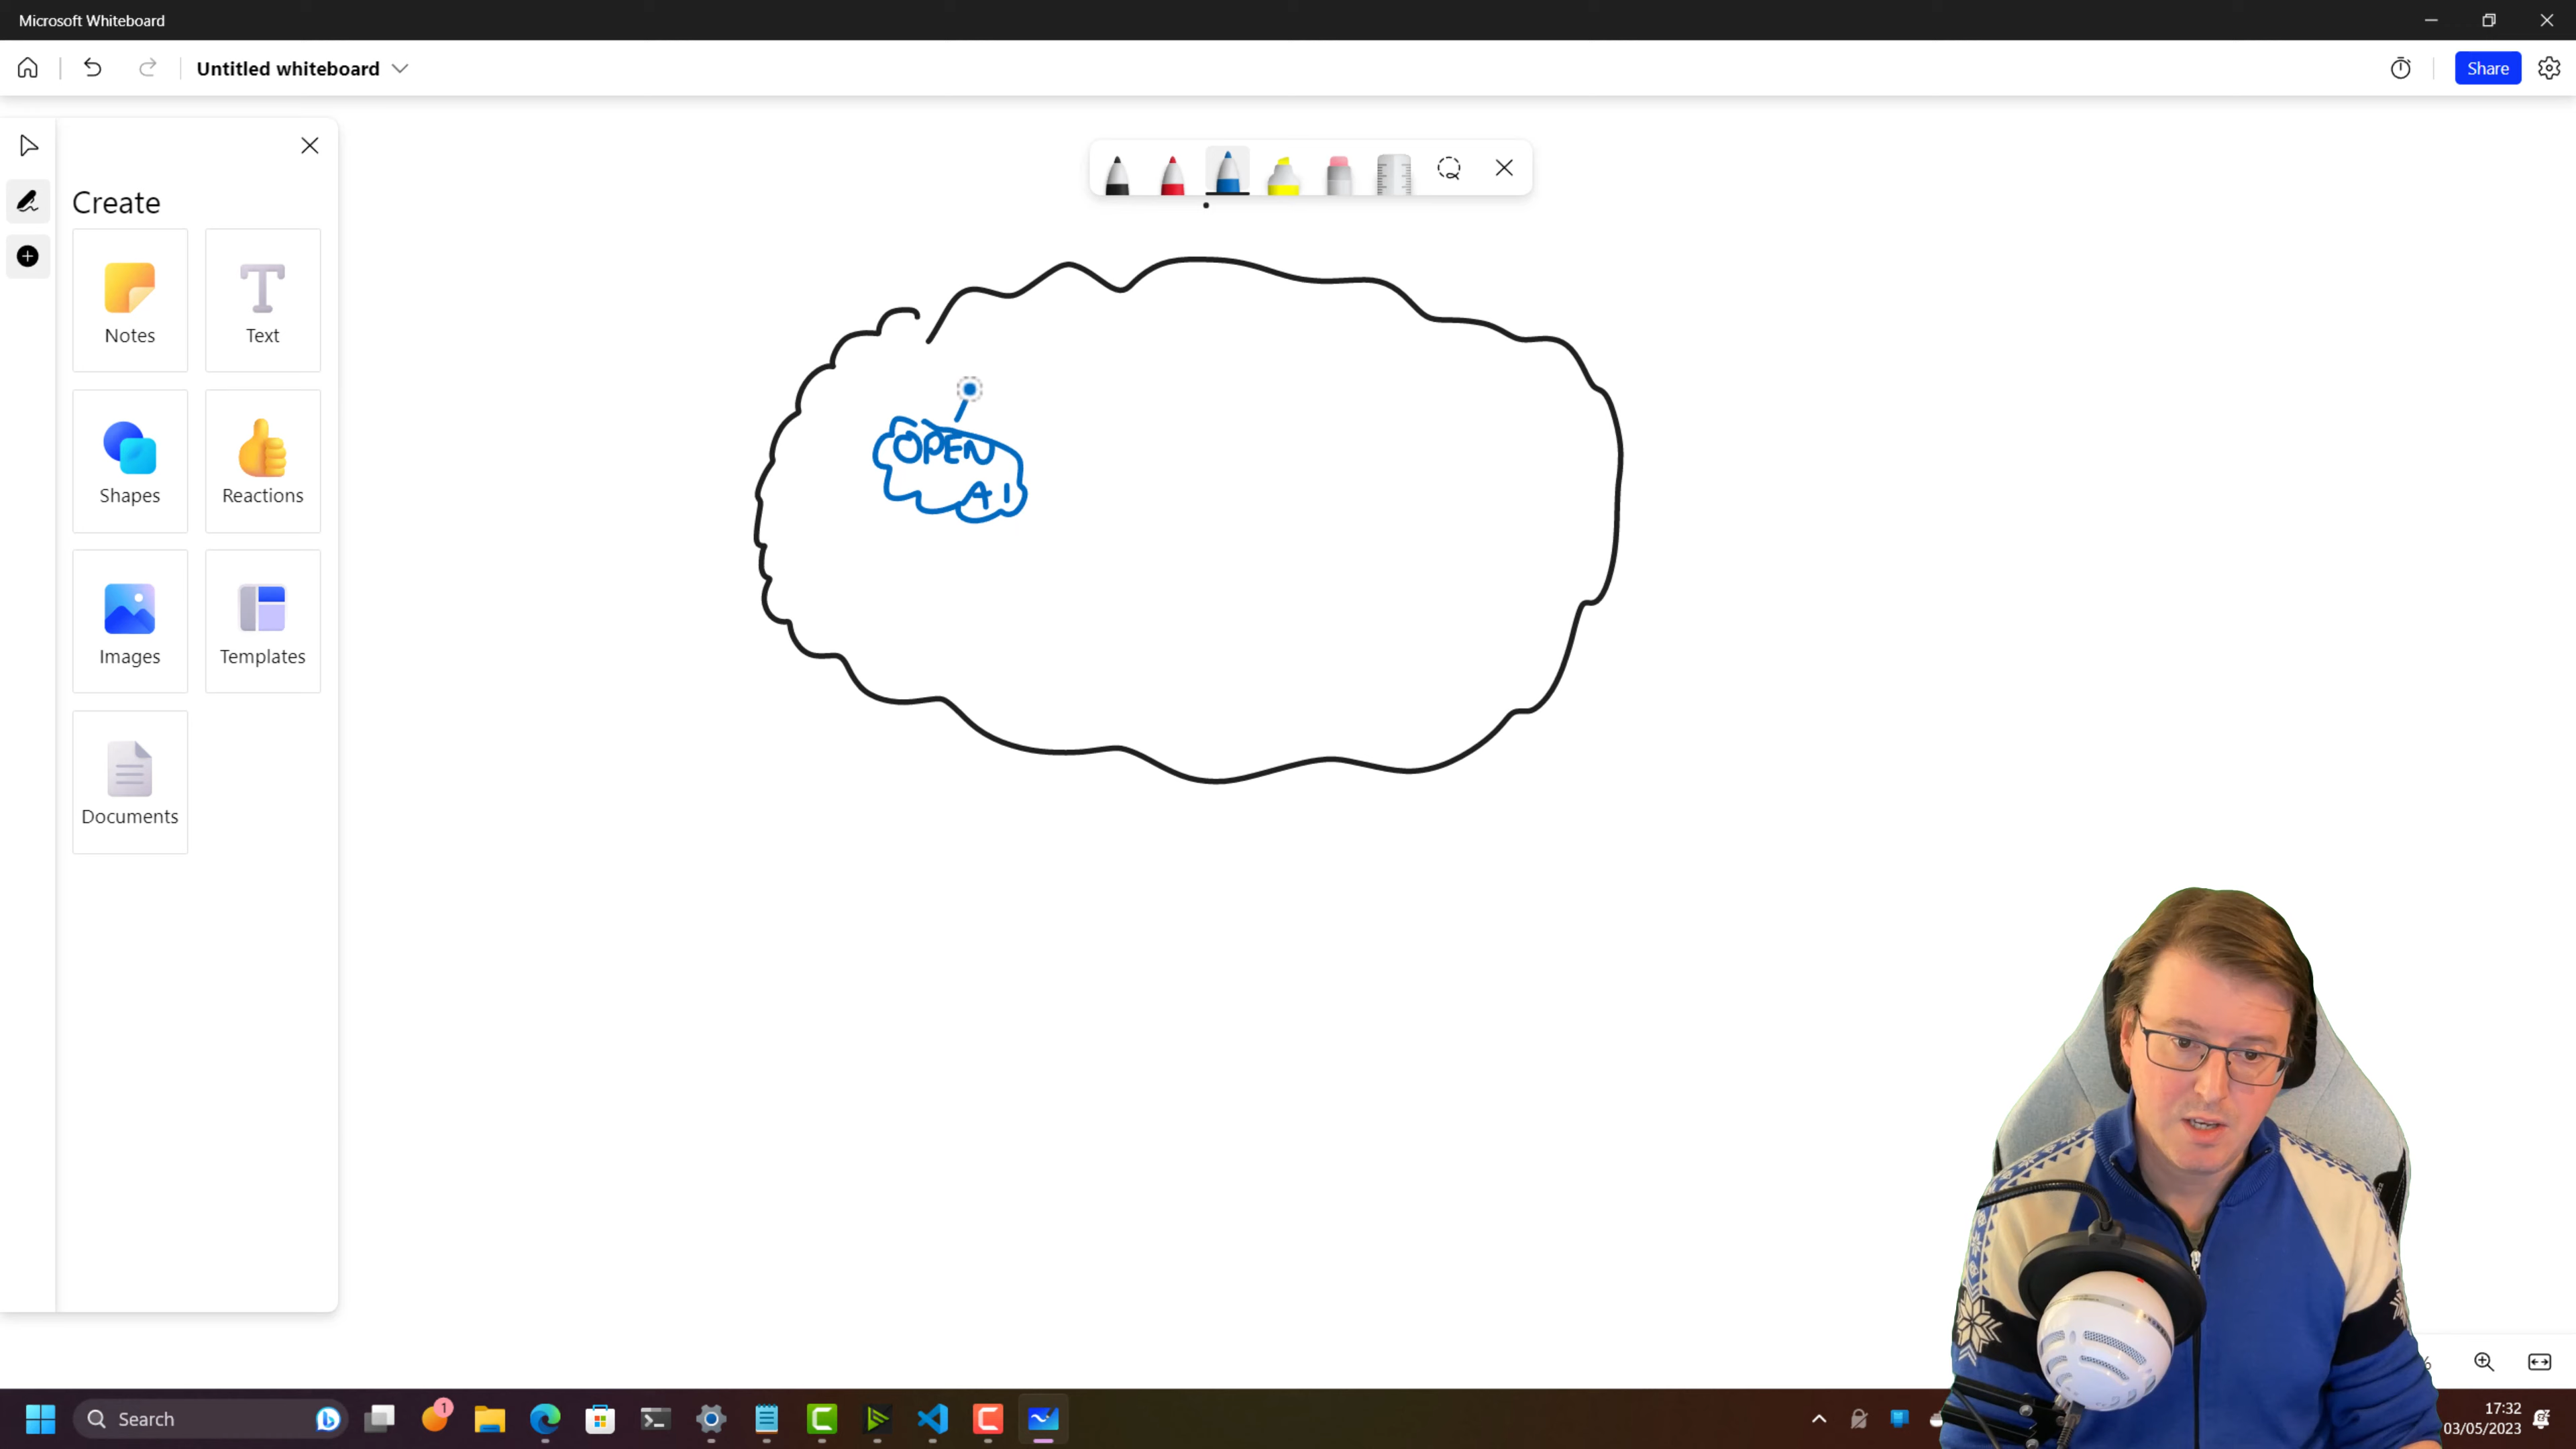 Microsoft Whiteboard
Untitled whiteboard
Share
Create
Notes
Text
Shapes
Reactions
Images
Templates
Documents
OPEN
AI
%
Search
1
17:32
03/05/2023